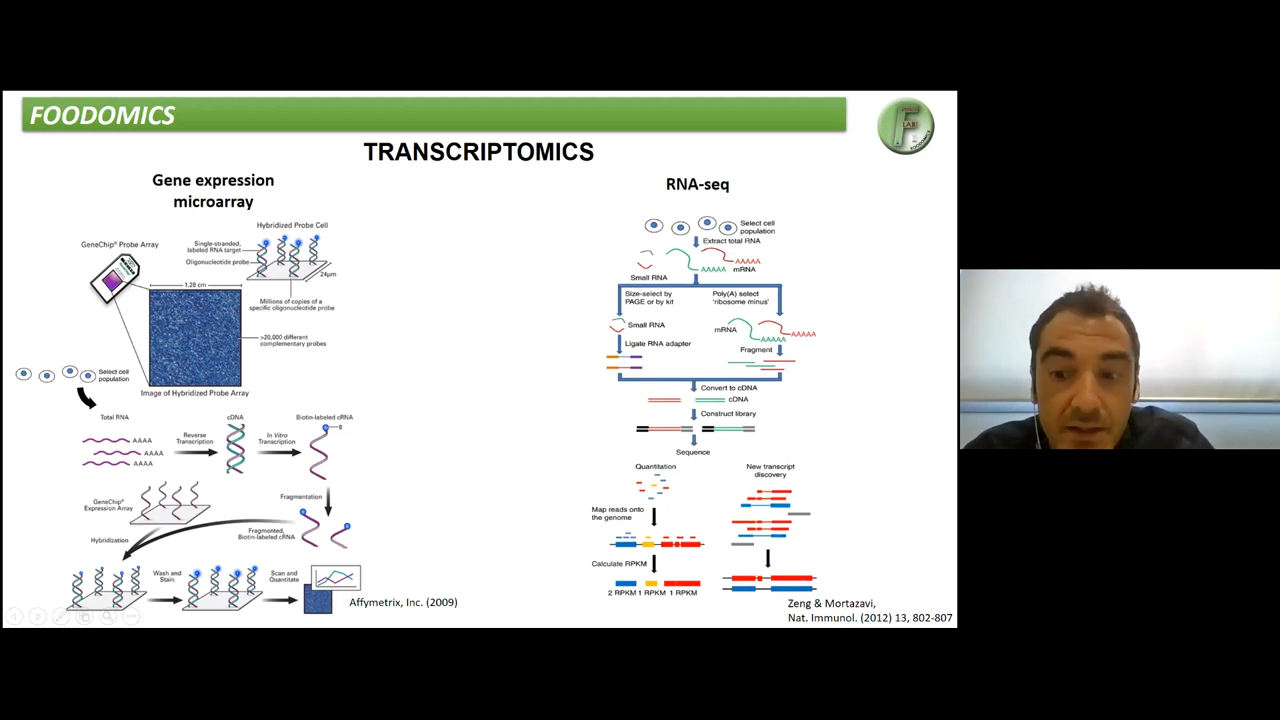 FOODOMICS
LABI
FOODOMICS
TRANSCRIPTOMICS
Gene expression
microarray
Hybridized Probe Cell
GeneChip® Probe Array
Single-stranded,
labeled RNA target
Oligonucleotide probe
24µm
1.28 cm
Millions of copies of a
specific oligonucleotide probe
>20,000 different
complementary probes
Select cell
population
Image of Hybridized Probe Array
Total RNA
cDNA
Biotin-labeled cRNA
B
AAAA
AAAA
AAAA
Reverse
Transcription
In Vitro
Transcription
GeneChip®
Expression Array
Fragmentation
Fragmented,
Biotin-labeled cRNA
Hybridization
Wash and
Stain
Scan and
Quantitate
Affymetrix, Inc. (2009)
RNA-seq
Select cell
population
Extract total RNA
AAAAA
AAAAA
mRNA
Small RNA
Size-select by
PAGE or by kit
Poly(A) select
'ribosome minus'
Small RNA
mRNA
AAAAA
AAAAA
Ligate RNA adapter
Fragment
Convert to cDNA
cDNA
Construct library
Sequence
Quantitation
New transcript
discovery
Map reads onto
the genome
Calculate RPKM
2 RPKM 1 RPKM 1 RPKM
Zeng & Mortazavi,
Nat. Immunol. (2012) 13, 802-807